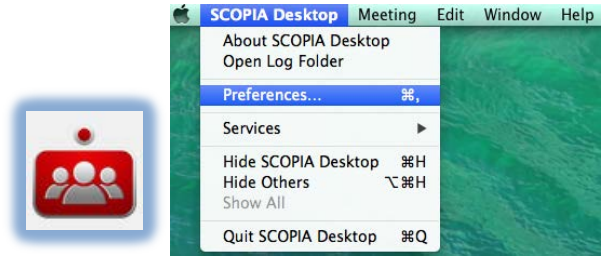 SCOPIA Desktop Meeting Edit Window Help
About SCOPIA Desktop
Open Log Folder
Preferences... ⌘,
Services ▶
Hide SCOPIA Desktop ⌘H
Hide Others ⌥⌘H
Show All
Quit SCOPIA Desktop ⌘Q